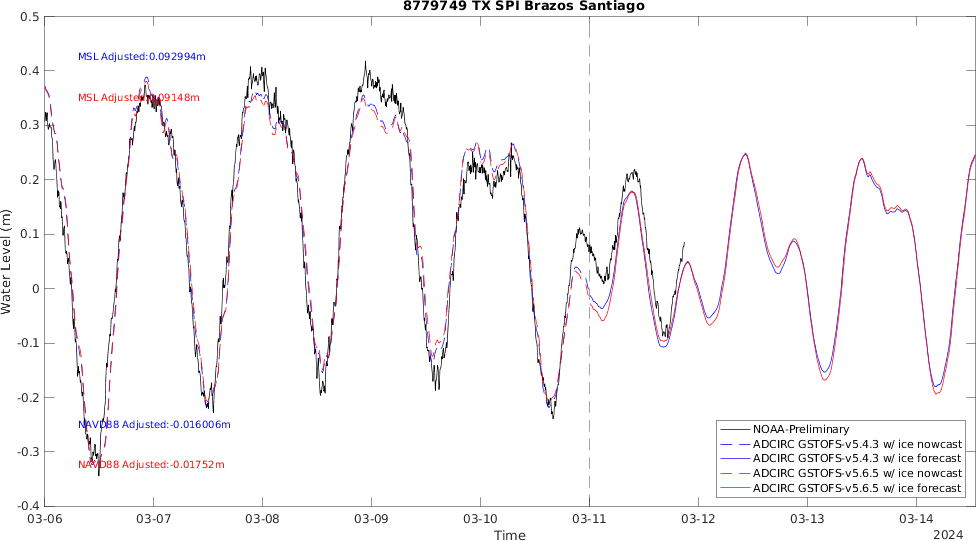 8779749 TX SPI Brazos Santiago
0.5
0.4
0.3
0.2
0.1
0
-0.1
-0.2
-0.3
-0.4
Water Level (m)
MSL Adjusted:0.092994m
MSL Adjusted:0.09148m
NAVD88 Adjusted:-0.016006m
NAVD88 Adjusted:-0.01752m
NOAA-Preliminary
ADCIRC GSTOFS-v5.4.3 w/ ice nowcast
ADCIRC GSTOFS-v5.4.3 w/ ice forecast
ADCIRC GSTOFS-v5.6.5 w/ ice nowcast
ADCIRC GSTOFS-v5.6.5 w/ ice forecast
03-06 03-07 03-08 03-09 03-10 03-11 03-12 03-13 03-14
Time
2024